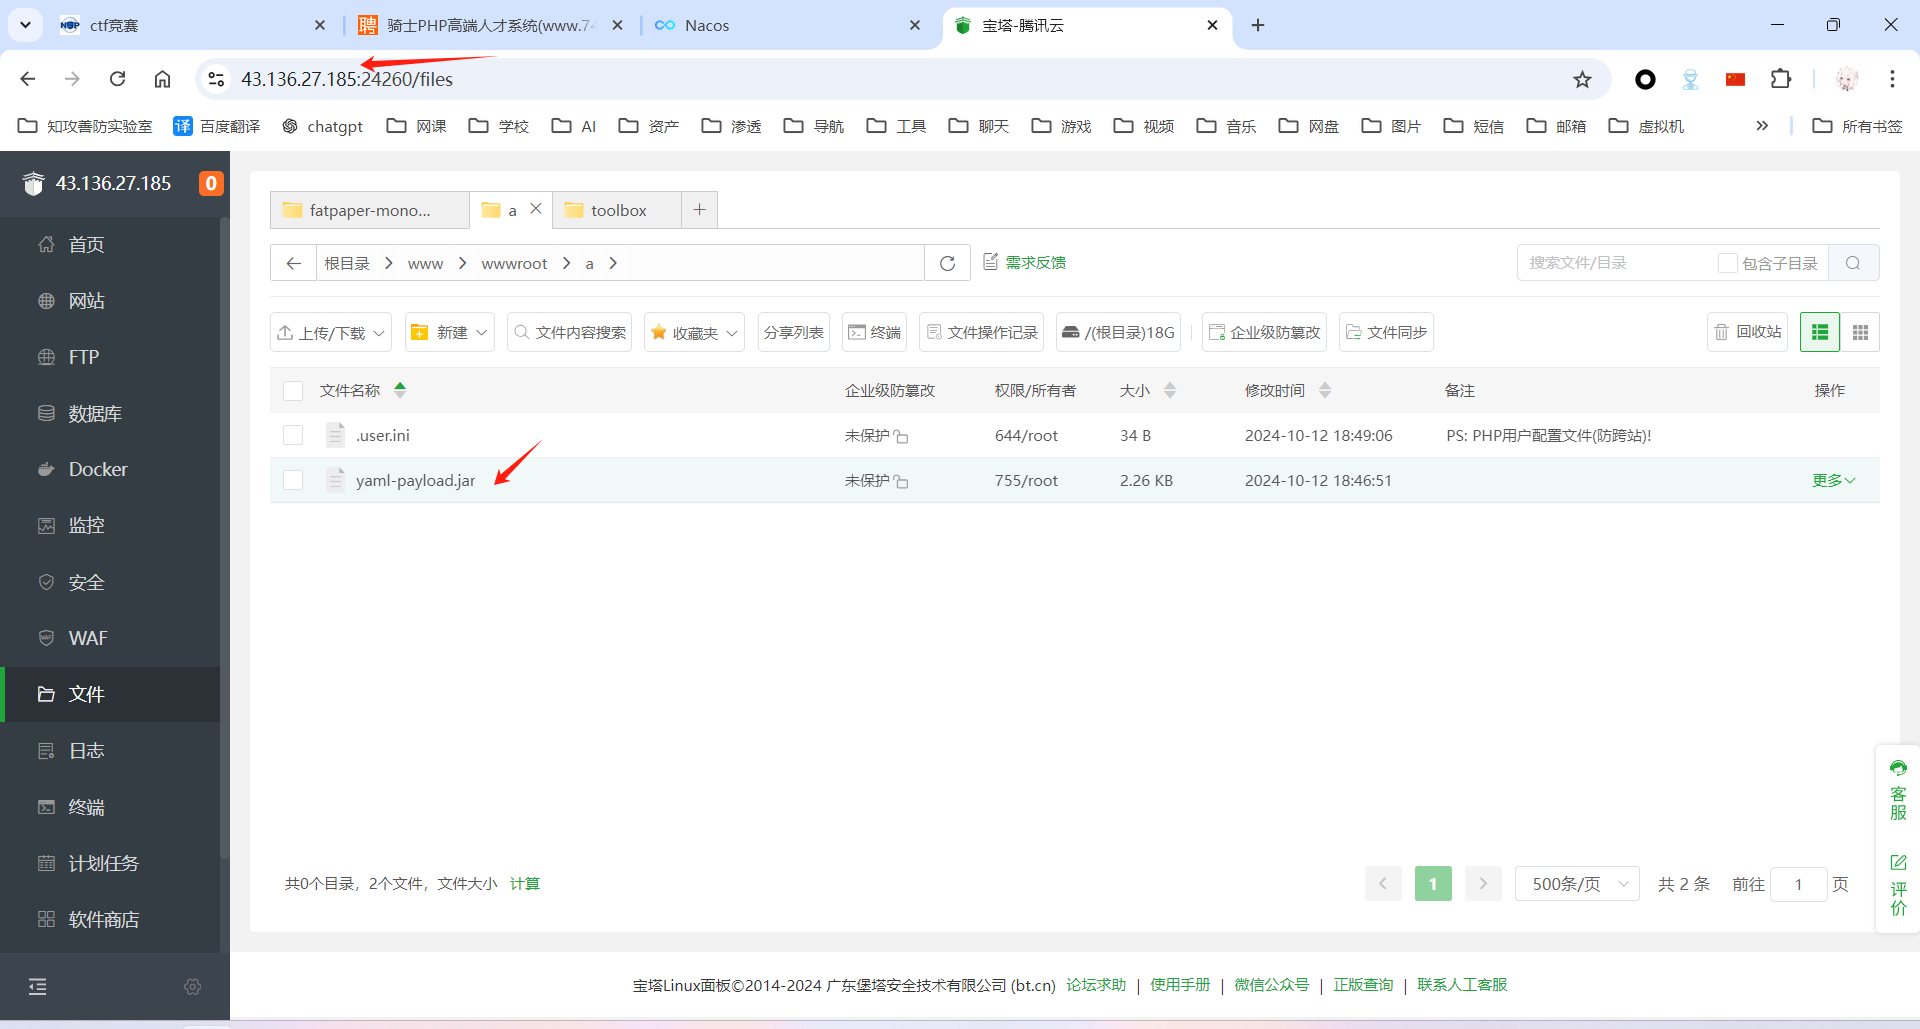 ctf竞赛
骑士PHP高端人才系统(www.74
Nacos
宝塔-腾讯云
43.136.27.185:24260/files
知攻善防实验室 百度翻译 chatgpt 网课 学校 AI 资产 渗透 导航 工具 聊天 游戏 视频 音乐 网盘 图片 短信 邮箱 虚拟机 所有书签
43.136.27.185 0
首页
网站
FTP
数据库
Docker
监控
安全
WAF
文件
日志
终端
计划任务
软件商店
fatpaper-mono... a toolbox
根目录 www wwwroot a 需求反馈 搜索文件/目录 包含子目录
上传/下载 新建 文件内容搜索 收藏夹 分享列表 终端 文件操作记录 /(根目录)18G 企业级防篡改 文件同步 回收站
文件名称 企业级防篡改 权限/所有者 大小 修改时间 备注 操作
.user.ini 未保护 644/root 34 B 2024-10-12 18:49:06 PS: PHP用户配置文件(防跨站)!
yaml-payload.jar 未保护 755/root 2.26 KB 2024-10-12 18:46:51 更多
客服
评价
共0个目录，2个文件，文件大小 计算 1 500条/页 共 2 条 前往 1 页
宝塔Linux面板©2014-2024 广东堡塔安全技术有限公司 (bt.cn) 论坛求助 | 使用手册 | 微信公众号 | 正版查询 | 联系人工客服